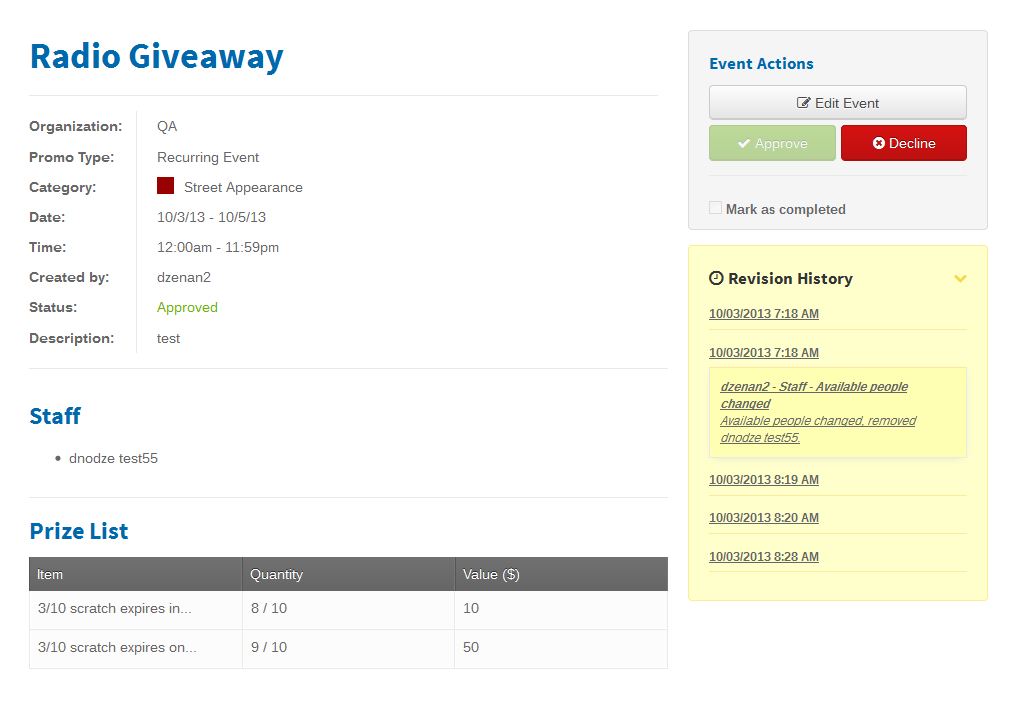 Radio Giveaway
Organization: QA
Promo Type: Recurring Event
Category: Street Appearance
Date: 10/3/13 - 10/5/13
Time: 12:00am - 11:59pm
Created by: dzenan2
Status: Approved
Description: test
Staff
• dnodze test55
Prize List
Item Quantity Value ($)
3/10 scratch expires in... 8 / 10 10
3/10 scratch expires on... 9 / 10 50
Event Actions
Edit Event
Approve Decline
Mark as completed
Revision History
10/03/2013 7:18 AM
10/03/2013 7:18 AM
dzenan2 - Staff - Available people
changed
Available people changed, removed
dnodze test55.
10/03/2013 8:19 AM
10/03/2013 8:20 AM
10/03/2013 8:28 AM